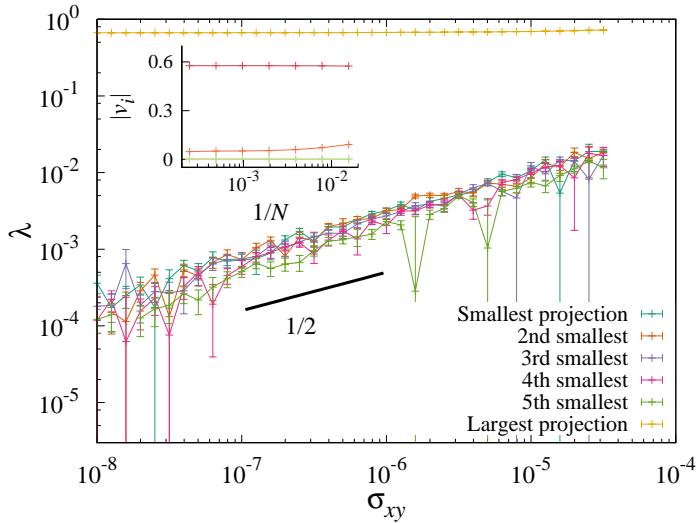 10^0
10^-1
10^-2
10^-3
10^-4
10^-5
λ
10^-8
10^-7
10^-6
10^-5
10^-4
σ_xy
0.6
0.3
0
|v_i|
10^-3
10^-2
1/N
1/2
Smallest projection
2nd smallest
3rd smallest
4th smallest
5th smallest
Largest projection